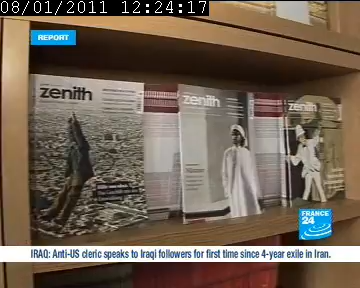 08/01/2011 12:24:17
REPORT
zenith
zenith
zenith
FRANCE
24
IRAQ: Anti-US cleric speaks to Iraqi followers for first time since 4-year exile in Iran.